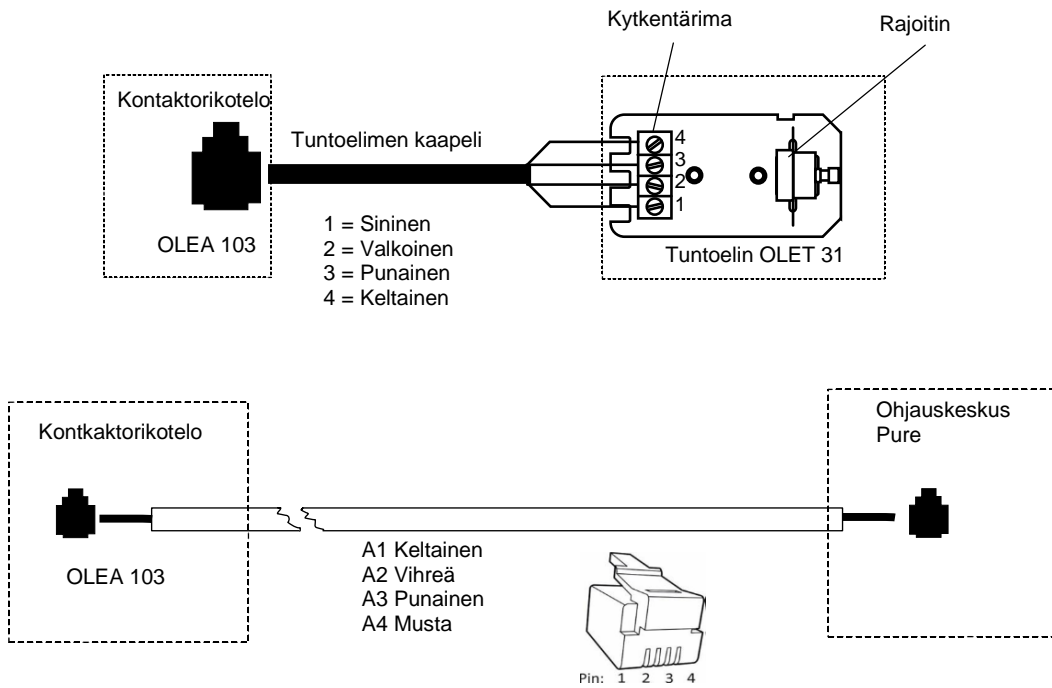 Kytkentärima
Rajoitin
Kontaktorikotelo
Tuntoelimen kaapeli
4
3
2
1
OLEA 103
1 = Sininen
2 = Valkoinen
3 = Punainen
4 = Keltainen
Tuntoelin OLET 31
Kontkaktorikotelo
Ohjauskeskus
Pure
OLEA 103
A1 Keltainen
A2 Vihreä
A3 Punainen
A4 Musta
Pin: 1 2 3 4